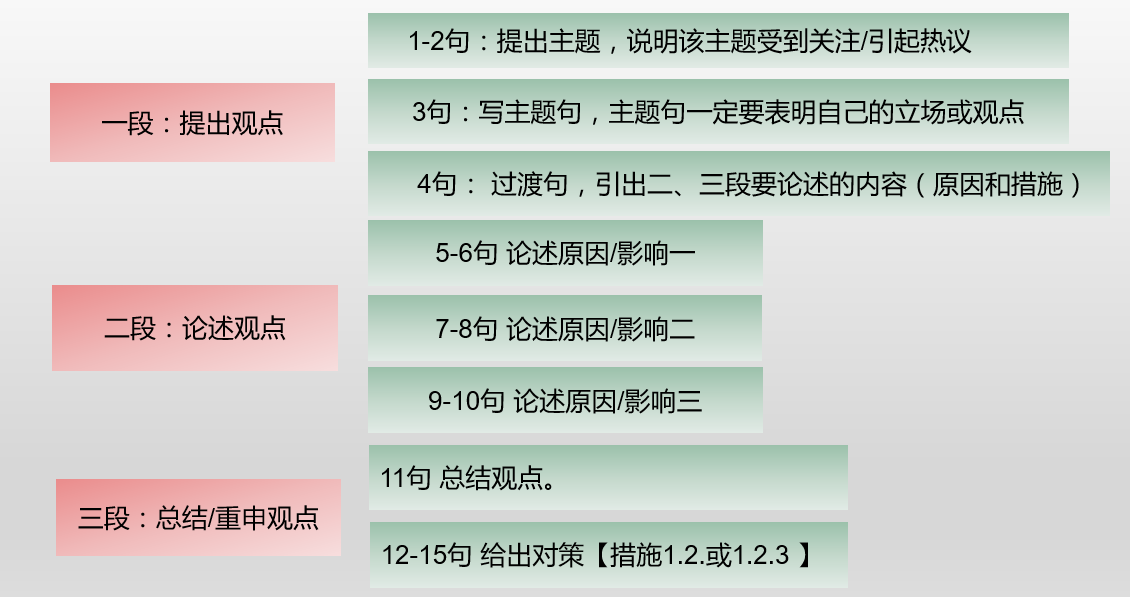 一段：提出观点
1-2句：提出主题，说明该主题受到关注/引起热议
3句：写主题句，主题句一定要表明自己的立场或观点
4句： 过渡句，引出二、三段要论述的内容（原因和措施）
二段：论述观点
5-6句 论述原因/影响一
7-8句 论述原因/影响二
9-10句 论述原因/影响三
三段：总结/重申观点
11句 总结观点。
12-15句 给出对策【措施1.2.或1.2.3 】